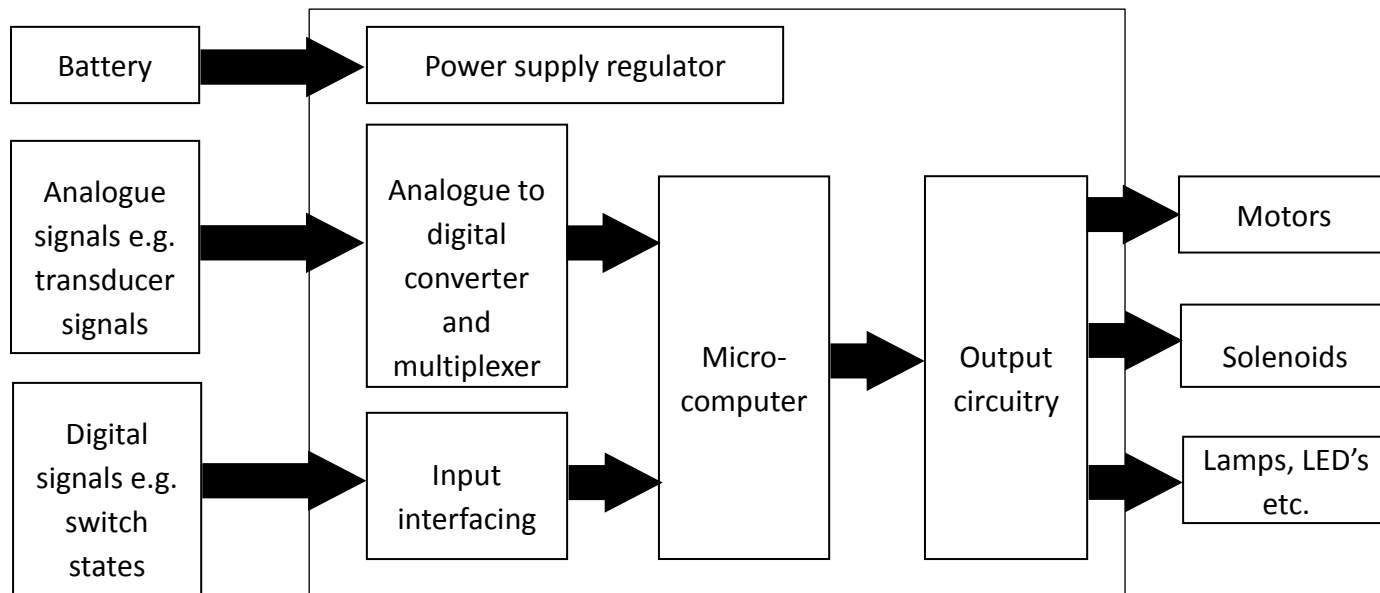 Battery
Power supply regulator
Analogue
signals e.g.
transducer
signals
Analogue to
digital
converter
and
multiplexer
Digital
signals e.g.
switch
states
Input
interfacing
Micro-
computer
Output
circuitry
Motors
Solenoids
Lamps, LED’s
etc.